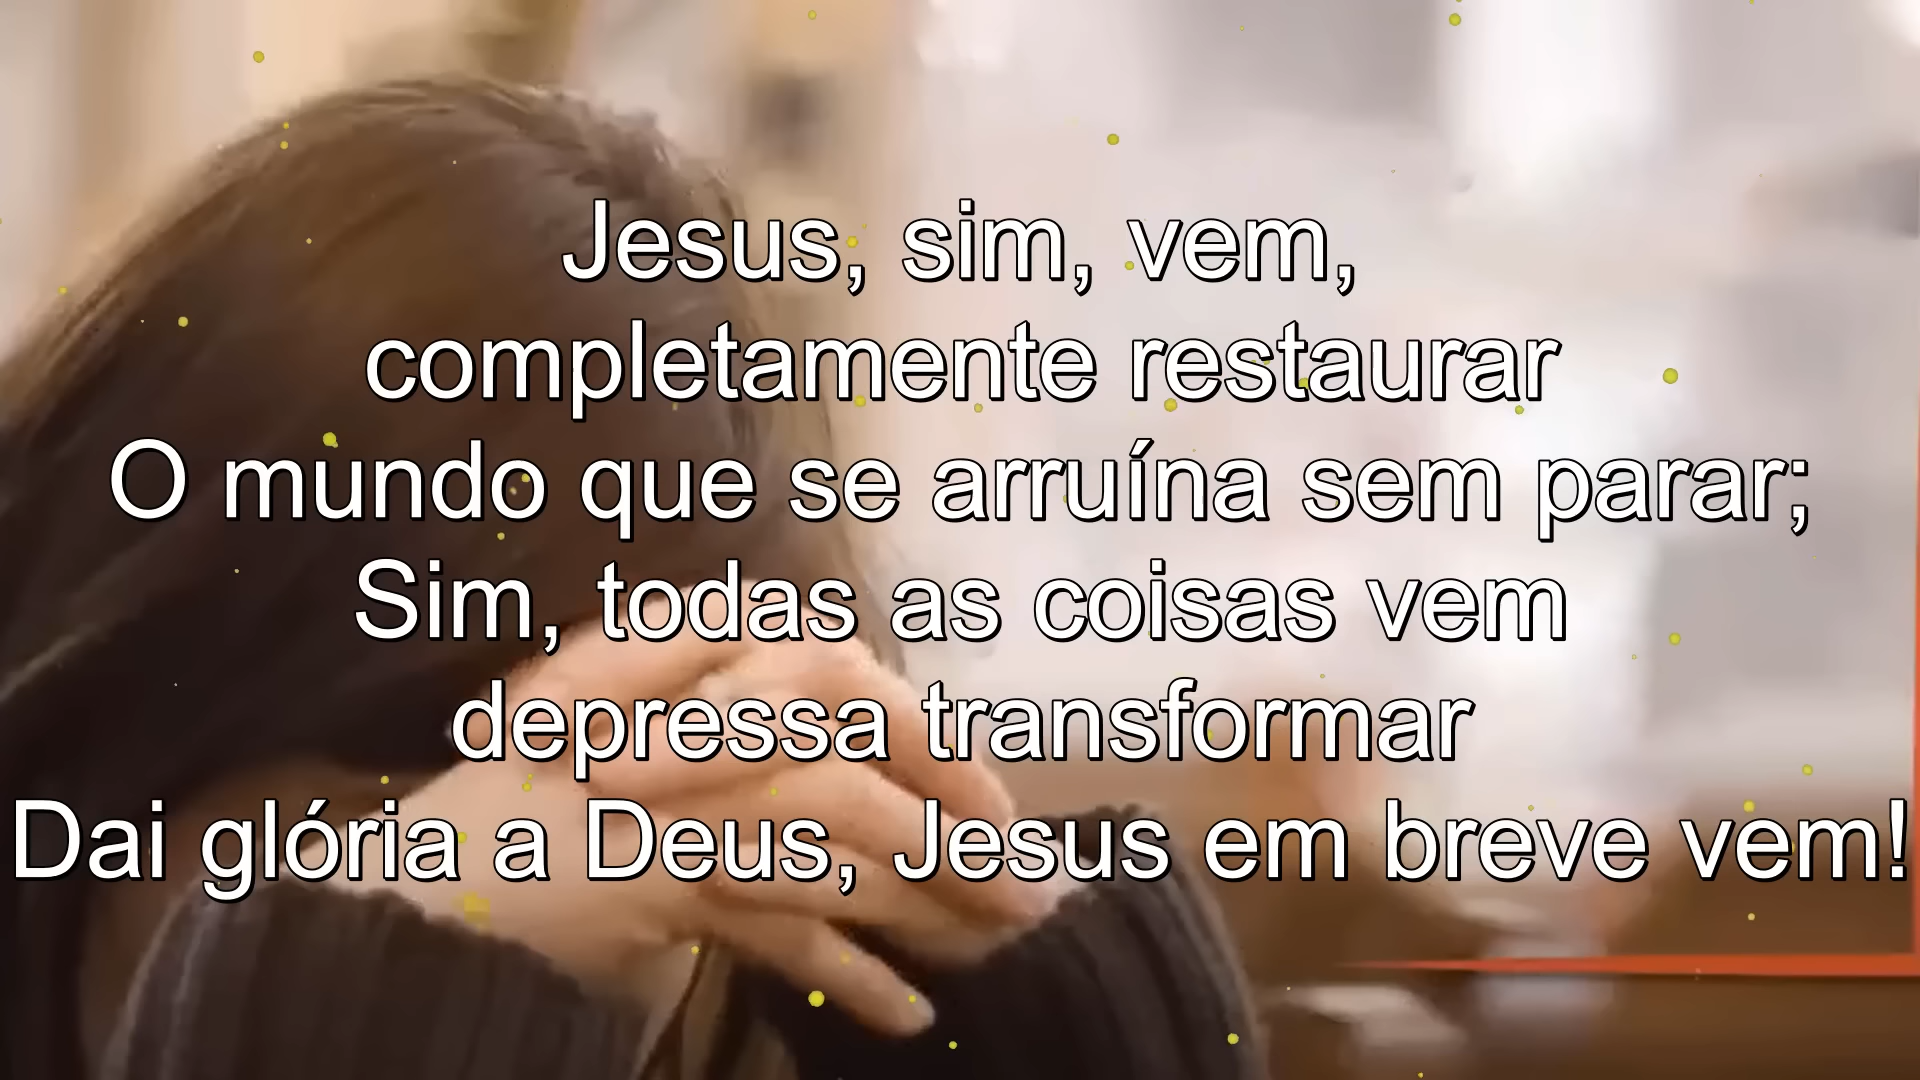 Jesus, sim, vem,
completamente restaurar
O mundo que se arruína sem parar;
Sim, todas as coisas vem
depressa transformar
Dai glória a Deus, Jesus em breve vem!